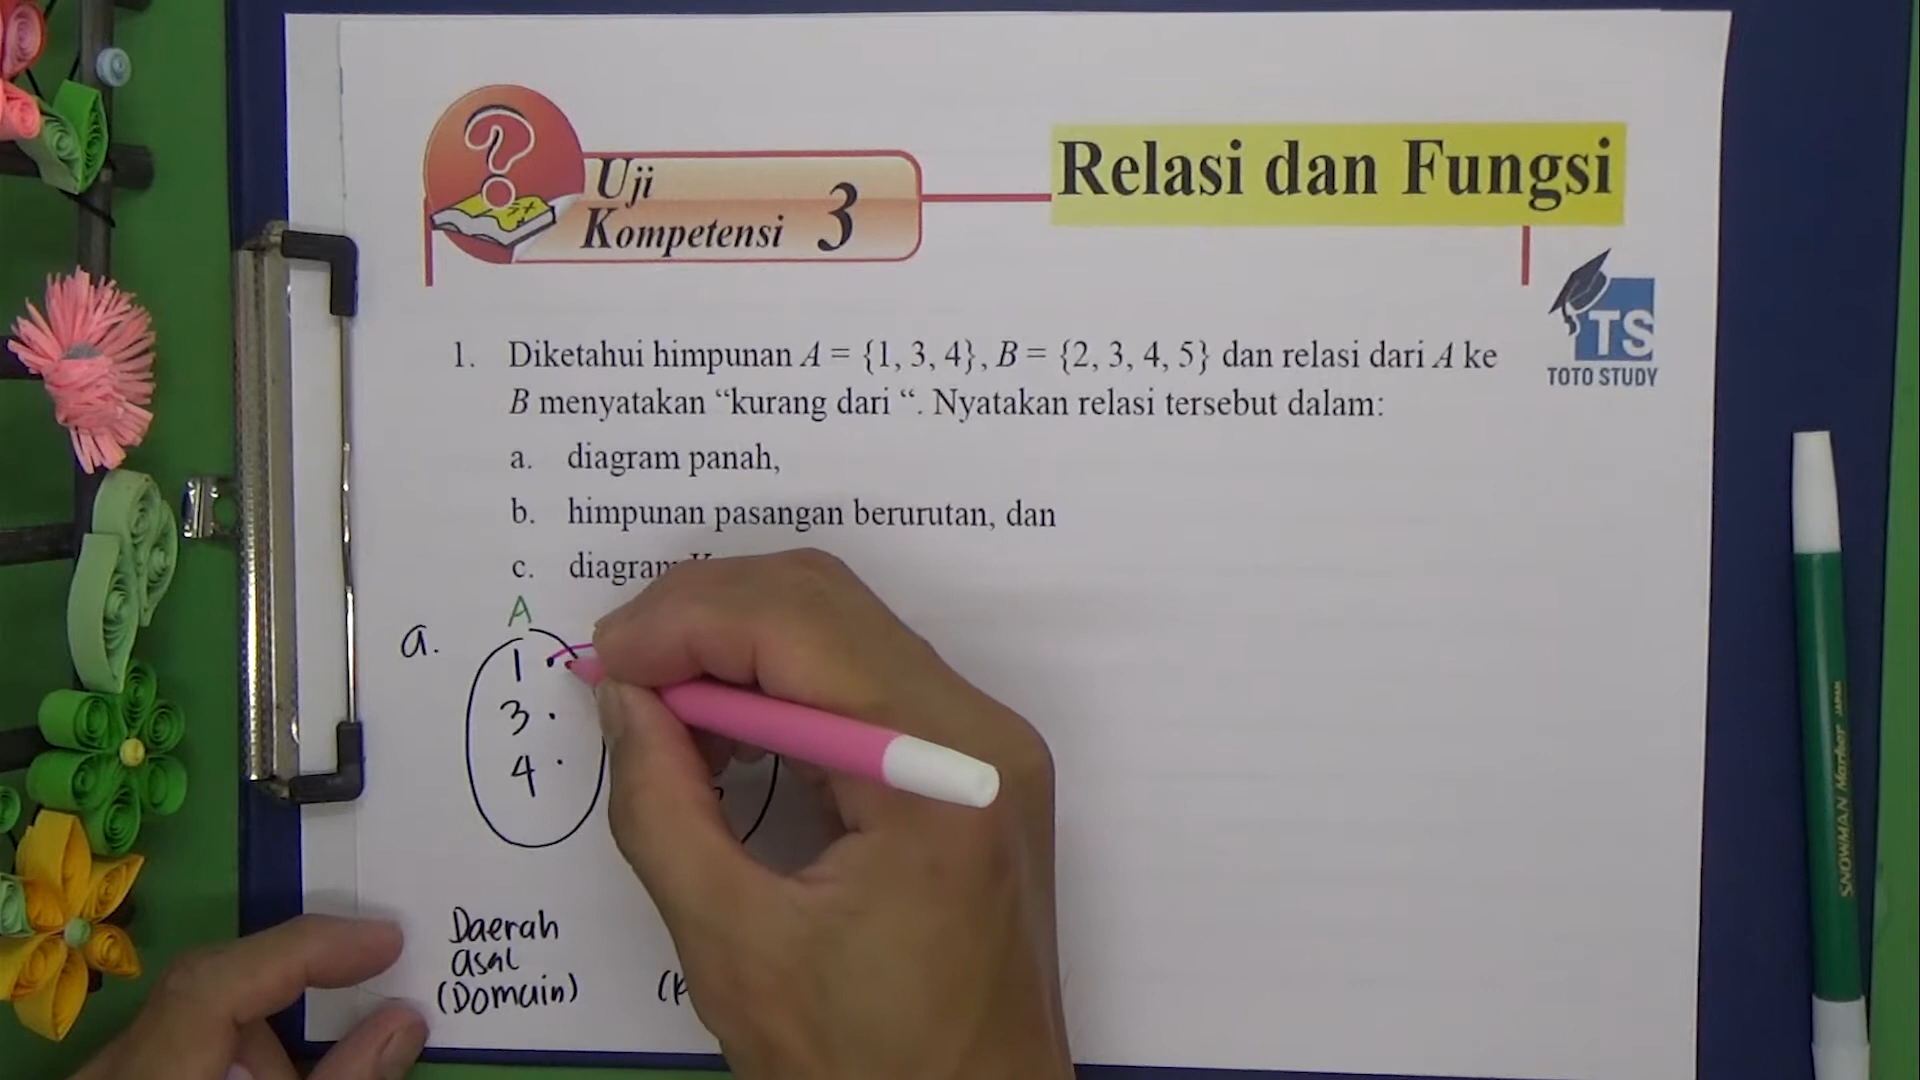 Uji
Kompetensi 3
Relasi dan Fungsi
TS
TOTO STUDY
1. Diketahui himpunan A = {1, 3, 4}, B = {2, 3, 4, 5} dan relasi dari A ke
B menyatakan “kurang dari “. Nyatakan relasi tersebut dalam:
a. diagram panah,
b. himpunan pasangan berurutan, dan
c. diagram
A
a.
1
3
4
Daerah
asal
(Domain)
SNOWMAN Marker JAPAN